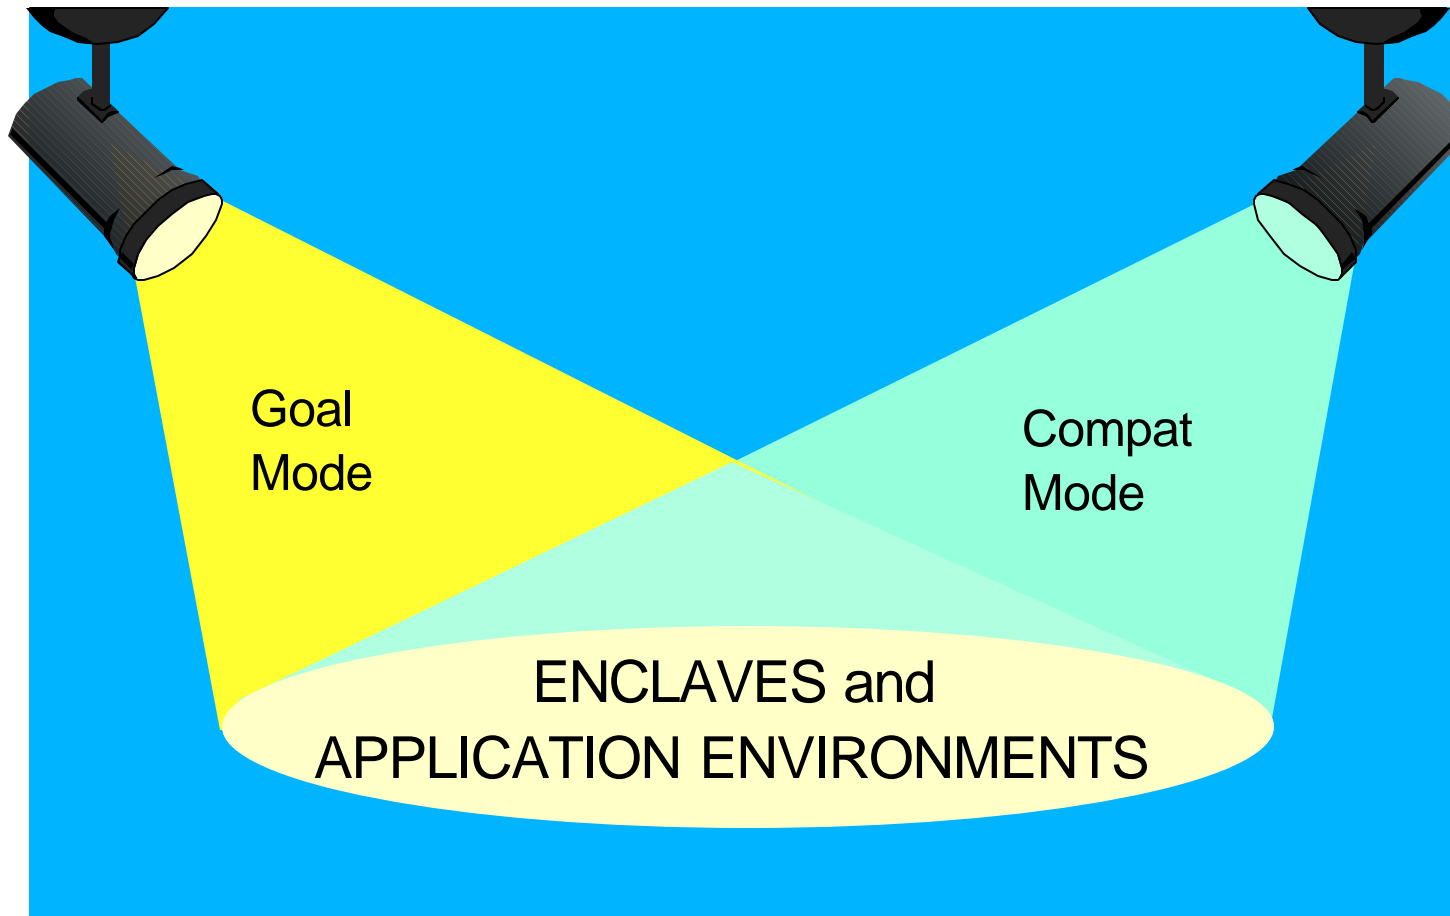 Goal
Mode
Compat
Mode
ENCLAVES and
APPLICATION ENVIRONMENTS